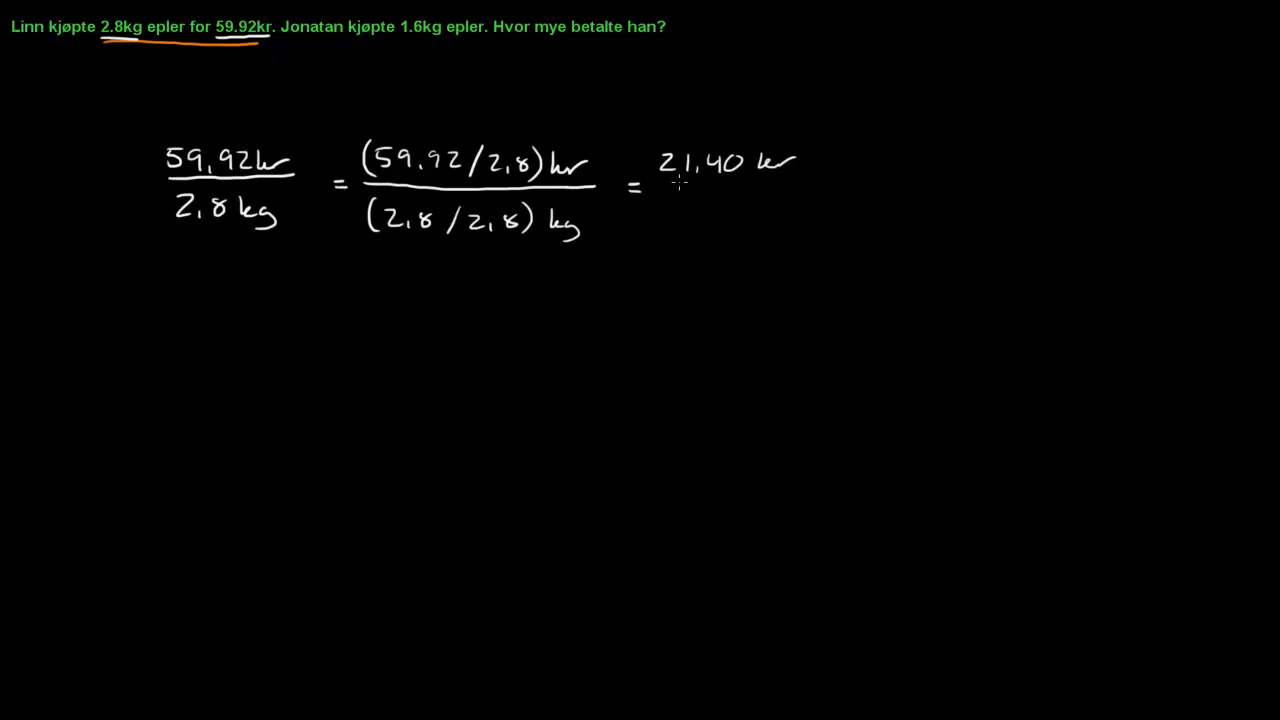 Linn kjøpte 2.8kg epler for 59.92kr. Jonatan kjøpte 1.6kg epler. Hvor mye betalte han?
59,92kr / 2,8 kg = (59.92/2,8) kr / (2,8/2,8) kg = 21,40 kr